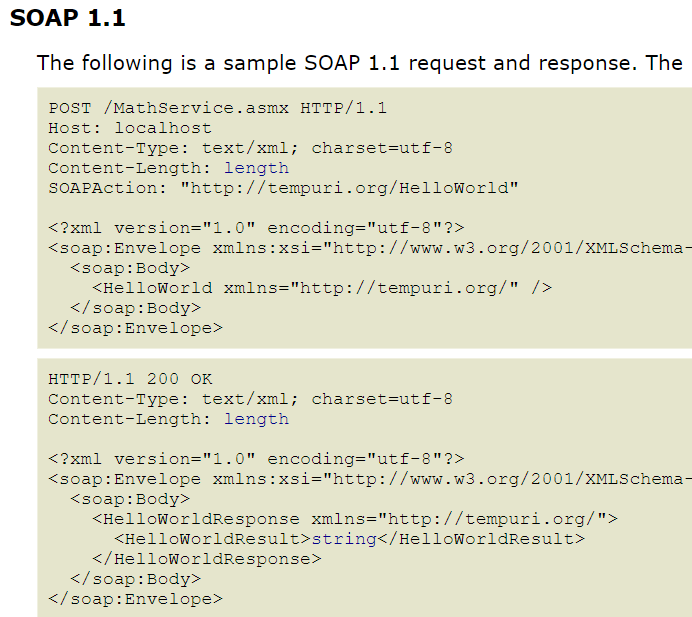 SOAP 1.1
The following is a sample SOAP 1.1 request and response. The
POST /MathService.asmx HTTP/1.1
Host: localhost
Content-Type: text/xml; charset=utf-8
Content-Length: length
SOAPAction: "http://tempuri.org/HelloWorld"
<?xml version="1.0" encoding="utf-8"?>
<soap:Envelope xmlns:xsi="http://www.w3.org/2001/XMLSchema-
<soap:Body>
<HelloWorld xmlns="http://tempuri.org/" />
</soap:Body>
</soap:Envelope>
HTTP/1.1 200 OK
Content-Type: text/xml; charset=utf-8
Content-Length: length
<?xml version="1.0" encoding="utf-8"?>
<soap:Envelope xmlns:xsi="http://www.w3.org/2001/XMLSchema-
<soap:Body>
<HelloWorldResponse xmlns="http://tempuri.org/">
<HelloWorldResult>string</HelloWorldResult>
</HelloWorldResponse>
</soap:Body>
</soap:Envelope>